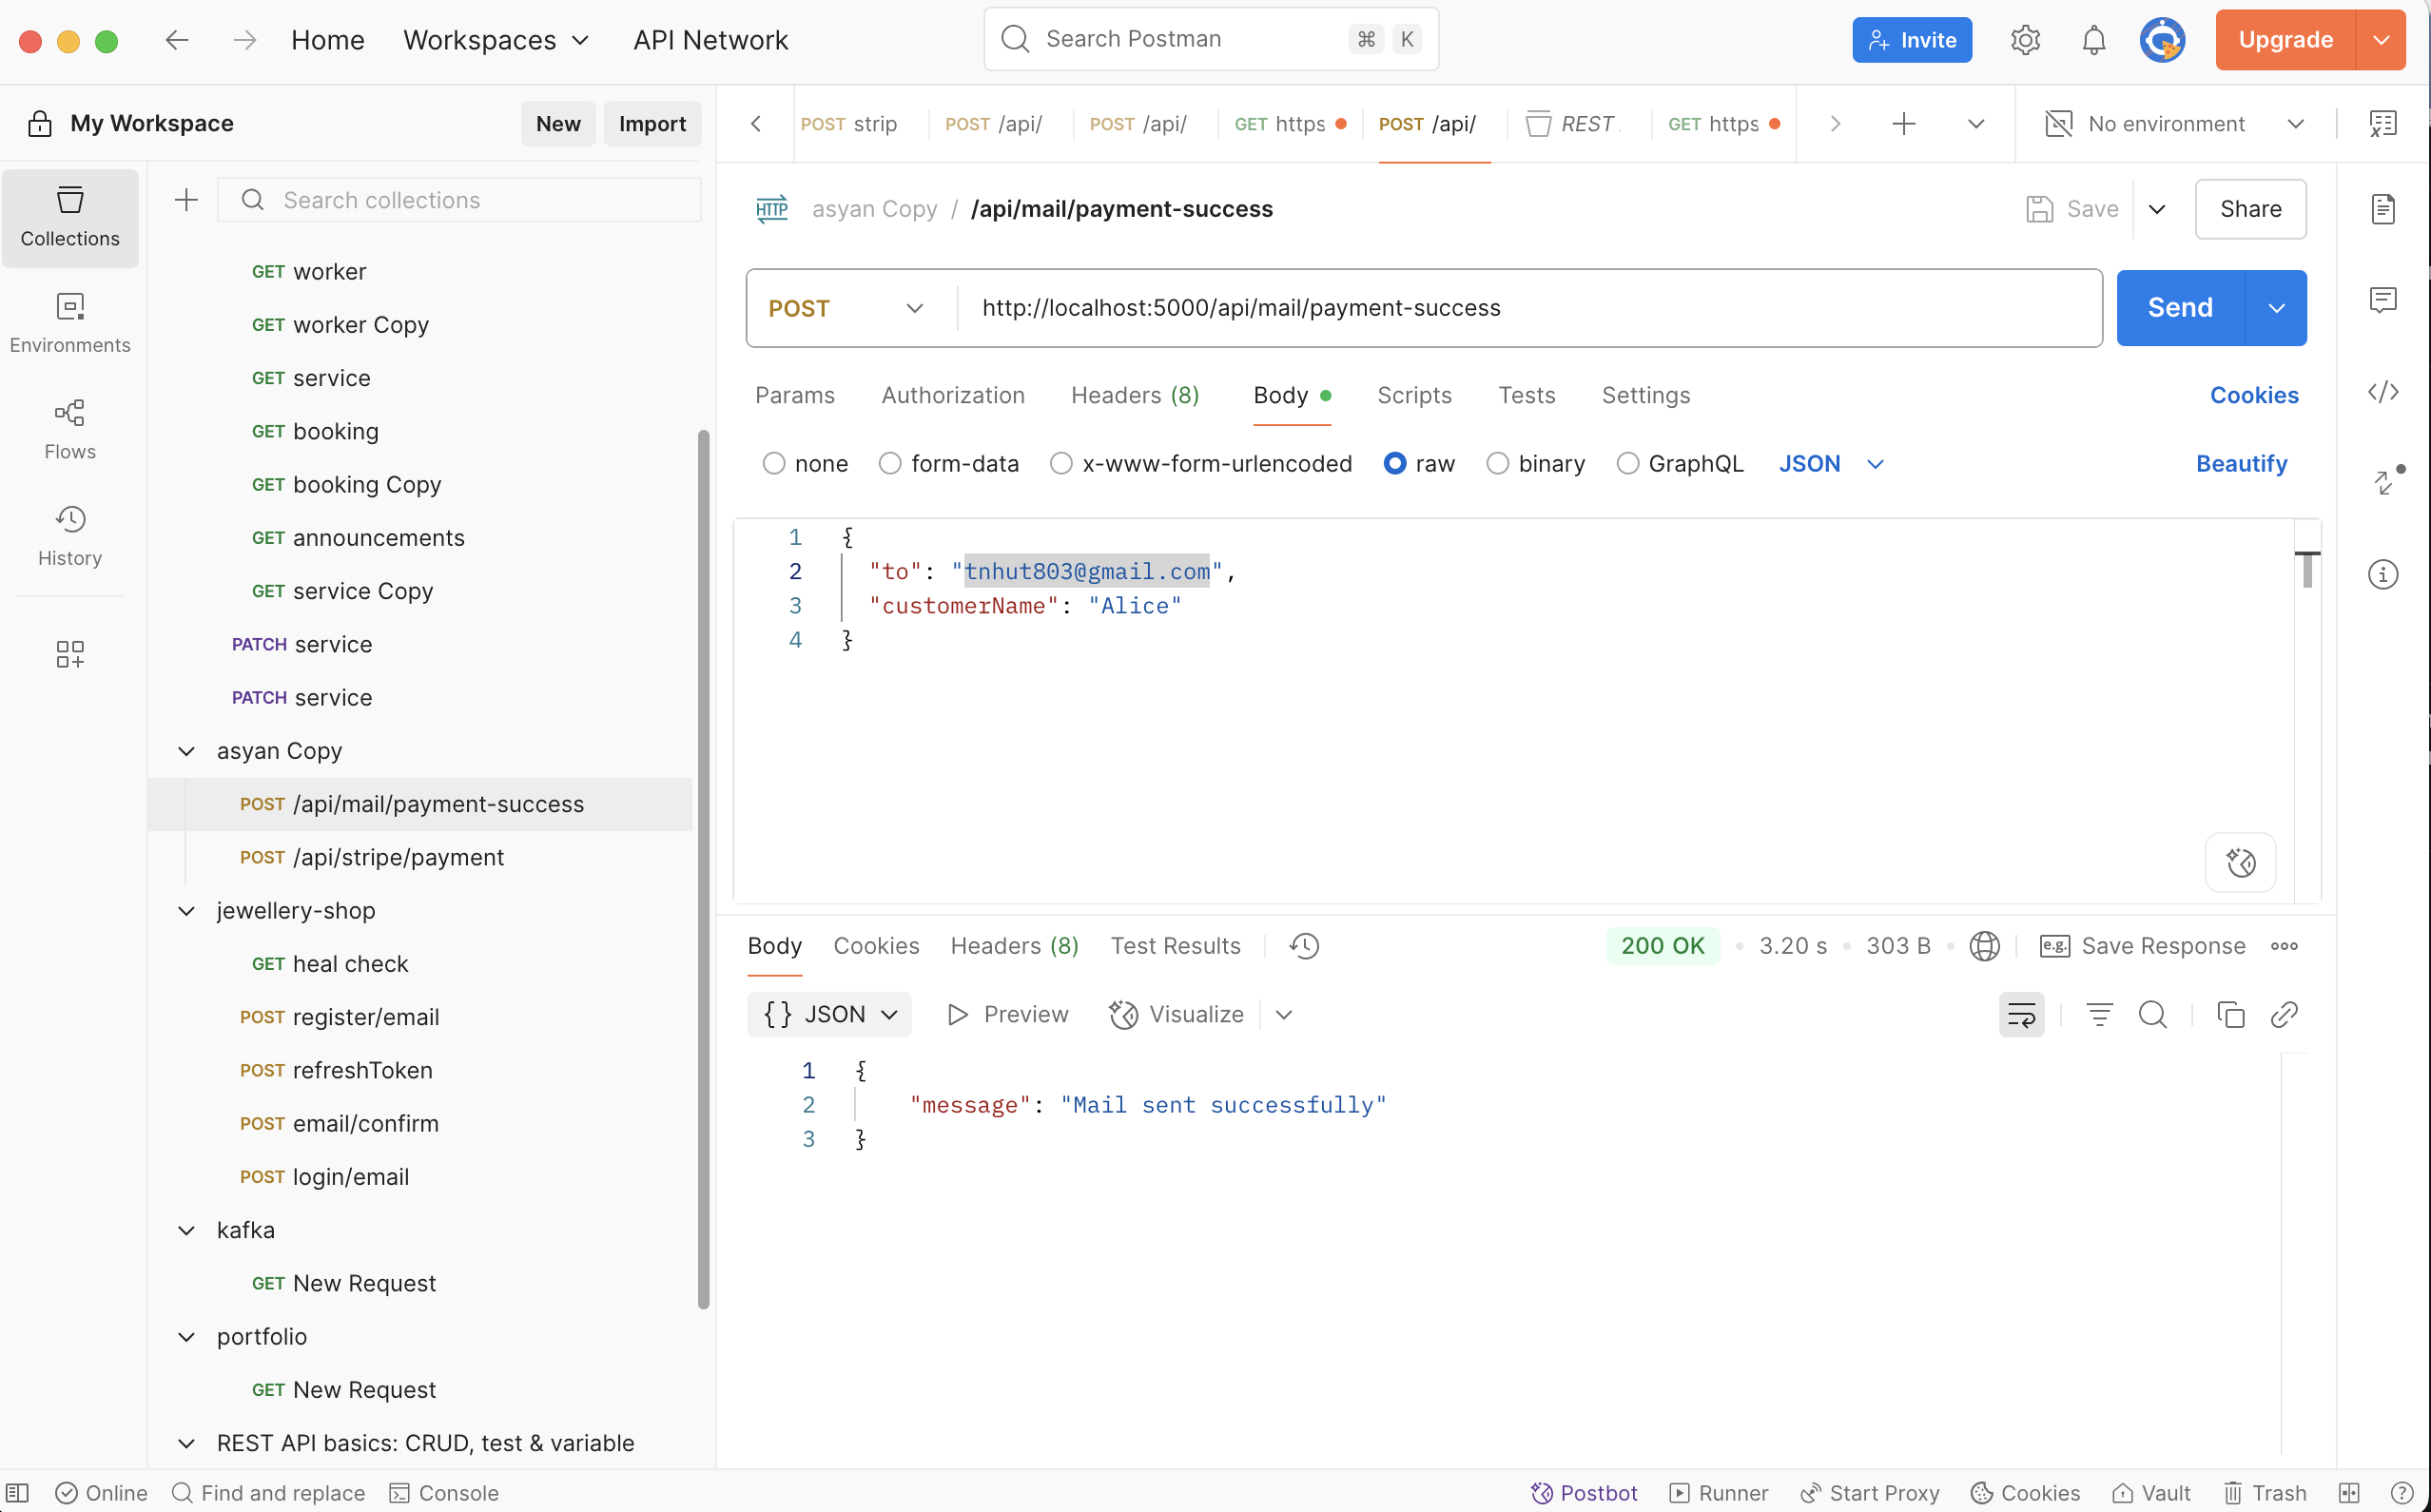 Home Workspaces API Network Search Postman ⌘ K Invite Upgrade
My Workspace New Import
POST strip POST /api/ POST /api/ GET https POST /api/ REST GET https No environment
Collections
Environments
Flows
History
Search collections
GET worker
GET worker Copy
GET service
GET booking
GET booking Copy
GET announcements
GET service Copy
PATCH service
PATCH service
asyan Copy
POST /api/mail/payment-success
POST /api/stripe/payment
jewellery-shop
GET heal check
POST register/email
POST refreshToken
POST email/confirm
POST login/email
kafka
GET New Request
portfolio
GET New Request
REST API basics: CRUD, test & variable
HTTP asyan Copy / /api/mail/payment-success Save Share
POST http://localhost:5000/api/mail/payment-success Send
Params Authorization Headers (8) Body Scripts Tests Settings Cookies
none form-data x-www-form-urlencoded raw binary GraphQL JSON Beautify
1 {
2 "to": "tnhut803@gmail.com",
3 "customerName": "Alice"
4 }
Body Cookies Headers (8) Test Results 200 OK • 3.20 s • 303 B • e.g. Save Response
{} JSON Preview Visualize
1 {
2 "message": "Mail sent successfully"
3 }
Online Find and replace Console Postbot Runner Start Proxy Cookies Vault Trash